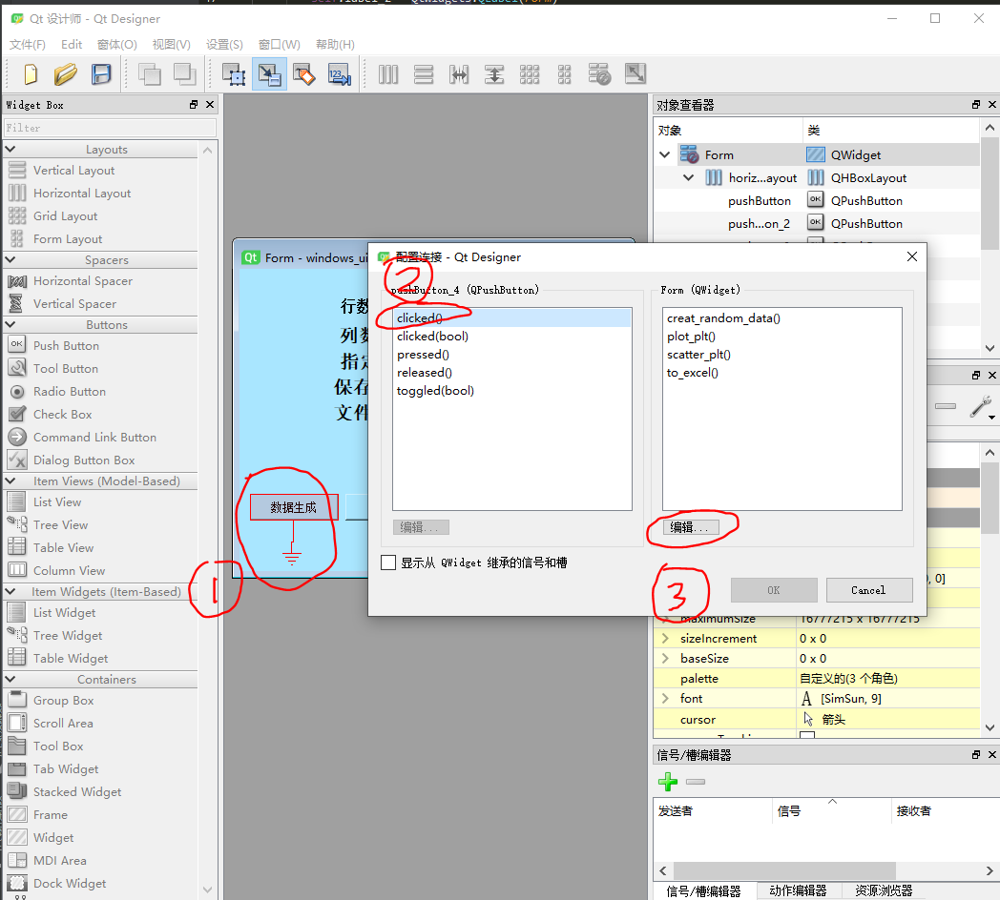 self.label_2 = QtWidgets.QLabel(Form)
Qt 设计师 - Qt Designer
文件(F) Edit 窗体(O) 视图(V) 设置(S) 窗口(W) 帮助(H)
Widget Box
Filter
Layouts
Vertical Layout
Horizontal Layout
Grid Layout
Form Layout
Spacers
Horizontal Spacer
Vertical Spacer
Buttons
Push Button
Tool Button
Radio Button
Check Box
Command Link Button
Dialog Button Box
Item Views (Model-Based)
List View
Tree View
Table View
Column View
Item Widgets (Item-Based)
List Widget
Tree Widget
Table Widget
Containers
Group Box
Scroll Area
Tool Box
Tab Widget
Stacked Widget
Frame
Widget
MDI Area
Dock Widget
Form - windows_ui
行数
列数
指定
保存
文件
数据生成
1
配置连接 - Qt Designer
2
pushButton_4 (QPushButton)
clicked()
clicked(bool)
pressed()
released()
toggled(bool)
编辑...
Form (QWidget)
creat_random_data()
plot_plt()
scatter_plt()
to_excel()
编辑...
显示从 QWidget 继承的信号和槽
3
OK Cancel
对象查看器
对象 类
Form QWidget
horiz...ayout QHBoxLayout
pushButton QPushButton
push...on_2 QPushButton
, 0]
maximumSize 16777215 x 16777215
sizeIncrement 0 x 0
baseSize 0 x 0
palette 自定义的(3 个角色)
font A [SimSun, 9]
cursor 箭头
信号/槽编辑器
发送者 信号 接收者
信号/槽编辑器 动作编辑器 资源浏览器